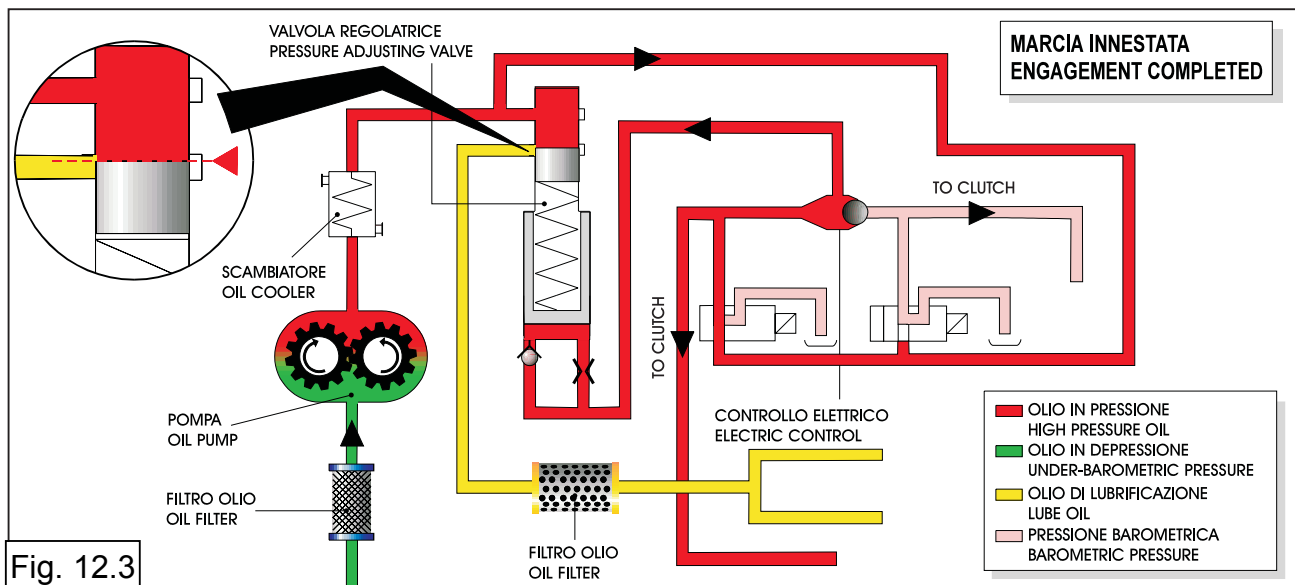 VALVOLA REGOLATRICE
PRESSURE ADJUSTING VALVE
MARCIA INNESTATA
ENGAGEMENT COMPLETED
TO CLUTCH
SCAMBIATORE
OIL COOLER
TO CLUTCH
POMPA
OIL PUMP
CONTROLLO ELETTRICO
ELECTRIC CONTROL
FILTRO OLIO
OIL FILTER
FILTRO OLIO
OIL FILTER
OLIO IN PRESSIONE
HIGH PRESSURE OIL
OLIO IN DEPRESSIONE
UNDER-BAROMETRIC PRESSURE
OLIO DI LUBRIFICAZIONE
LUBE OIL
PRESSIONE BAROMETRICA
BAROMETRIC PRESSURE
Fig. 12.3